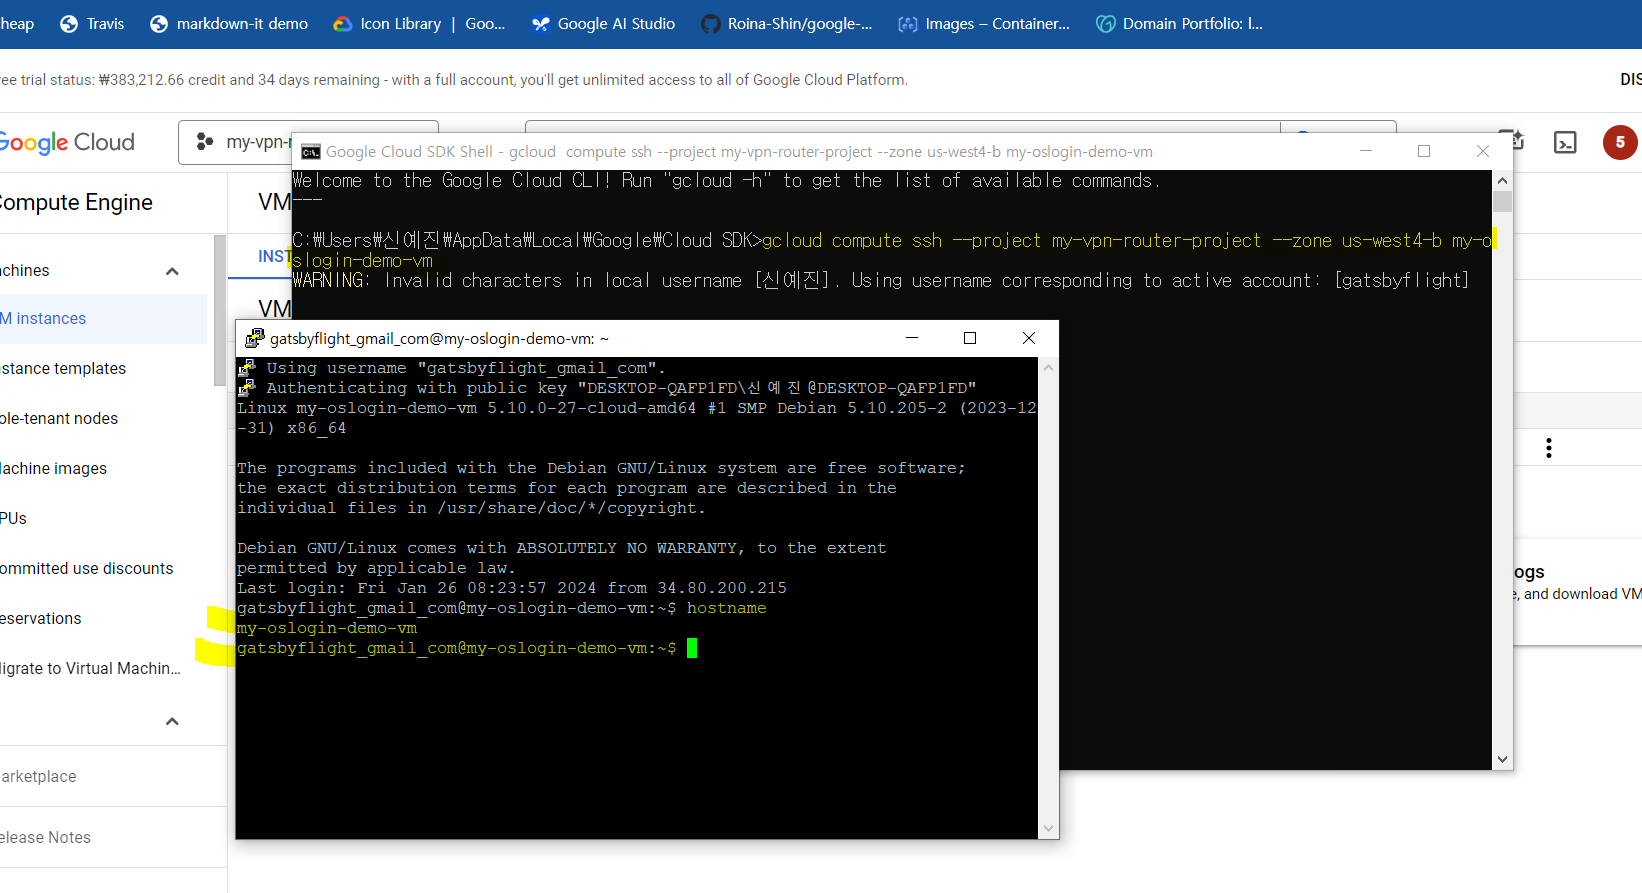 heap Travis markdown-it demo Icon Library | Goo... Google AI Studio Roina-Shin/google-... Images – Container... Domain Portfolio: l...
ree trial status: ₩383,212.66 credit and 34 days remaining - with a full account, you'll get unlimited access to all of Google Cloud Platform. DIS
Google Cloud my-vpn-r 5
Google Cloud SDK Shell - gcloud compute ssh --project my-vpn-router-project --zone us-west4-b my-oslogin-demo-vm
Welcome to the Google Cloud CLI! Run "gcloud -h" to get the list of available commands.
---
C:₩Users₩신예진₩AppData₩Local₩Google₩Cloud SDK>gcloud compute ssh --project my-vpn-router-project --zone us-west4-b my-o
slogin-demo-vm
WARNING: Invalid characters in local username [신예진]. Using username corresponding to active account: [gatsbyflight]
ompute Engine VM
INST
achines
VM
M instances
stance templates
ole-tenant nodes
achine images
PUs
ommitted use discounts
eservations
igrate to Virtual Machin...
arketplace
elease Notes
gatsbyflight_gmail_com@my-oslogin-demo-vm: ~
Using username "gatsbyflight_gmail_com".
Authenticating with public key "DESKTOP-QAFP1FD\신예진@DESKTOP-QAFP1FD"
Linux my-oslogin-demo-vm 5.10.0-27-cloud-amd64 #1 SMP Debian 5.10.205-2 (2023-12
-31) x86_64
The programs included with the Debian GNU/Linux system are free software;
the exact distribution terms for each program are described in the
individual files in /usr/share/doc/*/copyright.
Debian GNU/Linux comes with ABSOLUTELY NO WARRANTY, to the extent
permitted by applicable law.
Last login: Fri Jan 26 08:23:57 2024 from 34.80.200.215
gatsbyflight_gmail_com@my-oslogin-demo-vm:~$ hostname
my-oslogin-demo-vm
gatsbyflight_gmail_com@my-oslogin-demo-vm:~$
ogs
e, and download VM